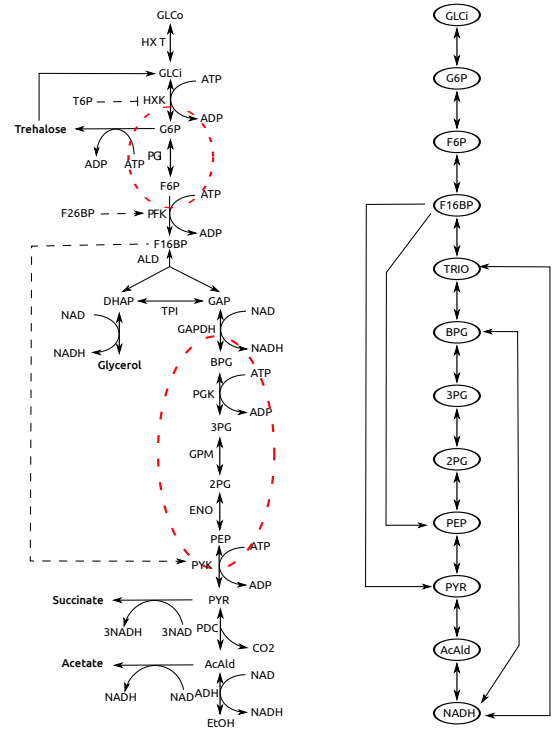 GLCo
HXT
GLCi
ATP
T6P
HXK
ADP
Trehalose
G6P
ADP
ATP
PGI
F6P
ATP
F26BP
PFK
ADP
F16BP
ALD
DHAP
TPI
GAP
NAD
GAPDH
NAD
NADH
NADH
Glycerol
BPG
ATP
PGK
ADP
3PG
GPM
2PG
ENO
PEP
ATP
PYK
ADP
Succinate
PYR
3NADH
3NAD
PDC
CO2
Acetate
AcAld
NAD
NADH
NAD
ADH
NADH
EtOH
GLCi
G6P
F6P
F16BP
TRIO
BPG
3PG
2PG
PEP
PYR
AcAld
NADH